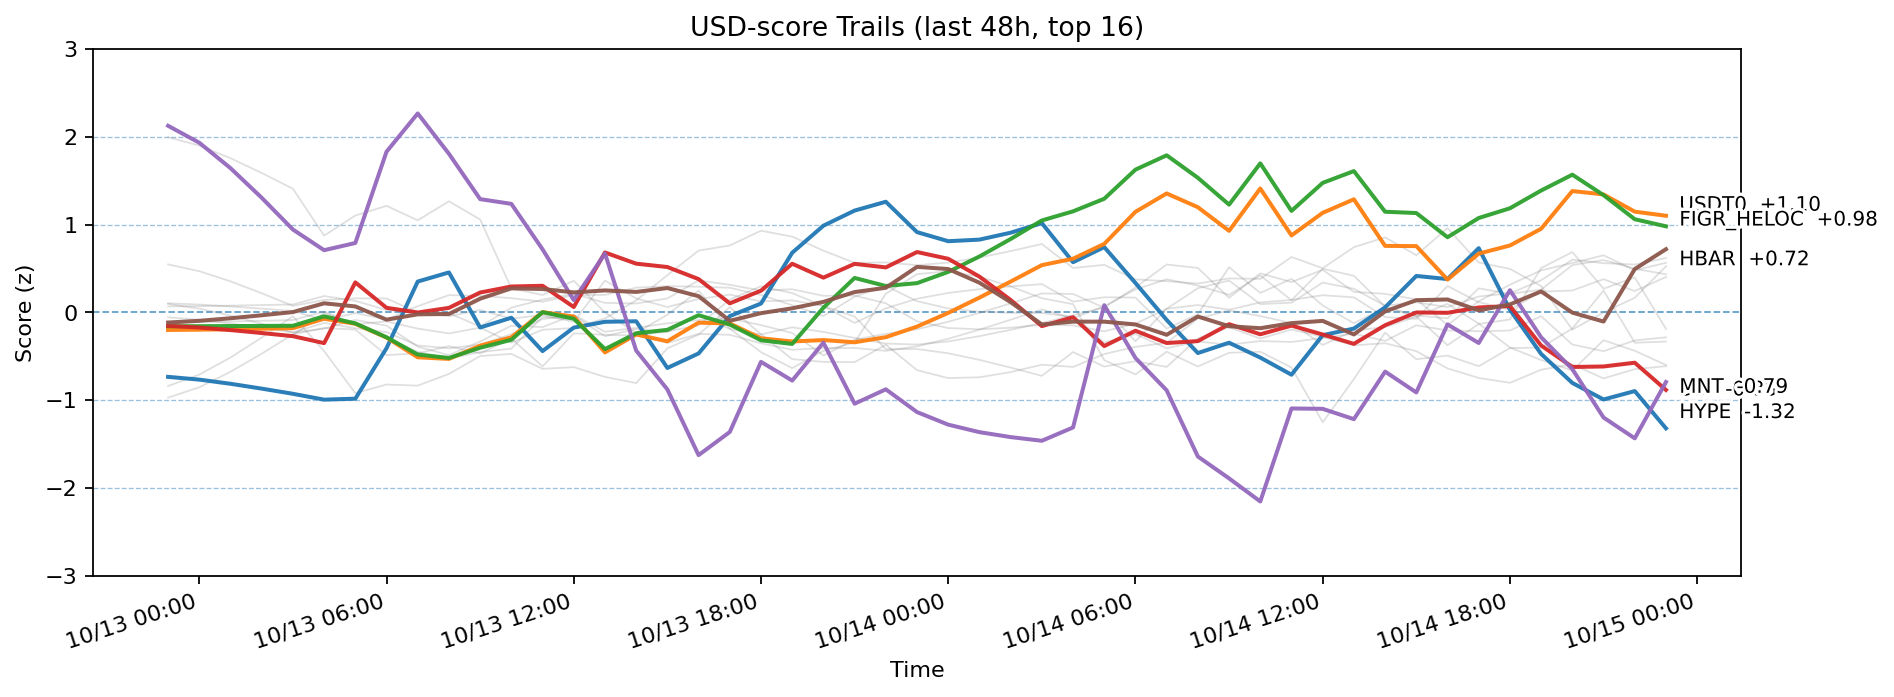 USD-score Trails (last 48h, top 16)
3
2
1
0
−1
−2
−3
Score (z)
USDT0 +1.10
FIGR_HELOC +0.98
HBAR +0.72
MNT -0.79
HYPE -1.32
10/13 00:00
10/13 06:00
10/13 12:00
10/13 18:00
10/14 00:00
10/14 06:00
10/14 12:00
10/14 18:00
10/15 00:00
Time